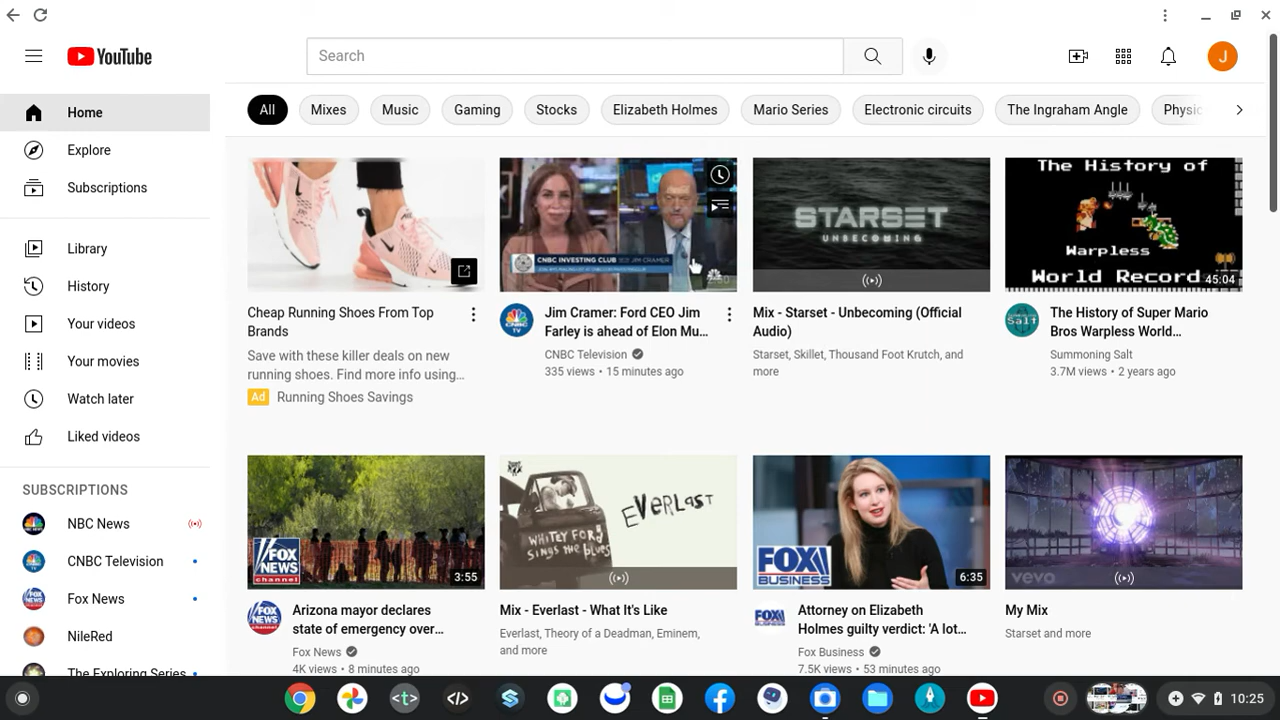 YouTube
Search
J
Home
Explore
Subscriptions
Library
History
Your videos
Your movies
Watch later
Liked videos
SUBSCRIPTIONS
NBC News
CNBC Television
Fox News
NileRed
The Exploring Series
All
Mixes
Music
Gaming
Stocks
Elizabeth Holmes
Mario Series
Electronic circuits
The Ingraham Angle
Physic
Cheap Running Shoes From Top
Brands
Save with these killer deals on new
running shoes. Find more info using...
Ad Running Shoes Savings
CNBC INVESTING CLUB
JIM CRAMER
Jim Cramer: Ford CEO Jim
Farley is ahead of Elon Mu...
CNBC Television
335 views • 15 minutes ago
STARSET
UNBECOMING
Mix - Starset - Unbecoming (Official
Audio)
Starset, Skillet, Thousand Foot Krutch, and
more
The History of
Warpless
World Record
45:04
Summoning Salt
The History of Super Mario
Bros Warpless World...
Summoning Salt
3.7M views • 2 years ago
FOX
NEWS
channel
3:55
Arizona mayor declares
state of emergency over...
Fox News
4K views • 8 minutes ago
EVERLAST
WHITEY FORD
SINGS THE BLUES
Mix - Everlast - What It's Like
Everlast, Theory of a Deadman, Eminem,
and more
FOX
BUSINESS
6:35
Attorney on Elizabeth
Holmes guilty verdict: 'A lot...
Fox Business
7.5K views • 53 minutes ago
vevo
My Mix
Starset and more
10:25